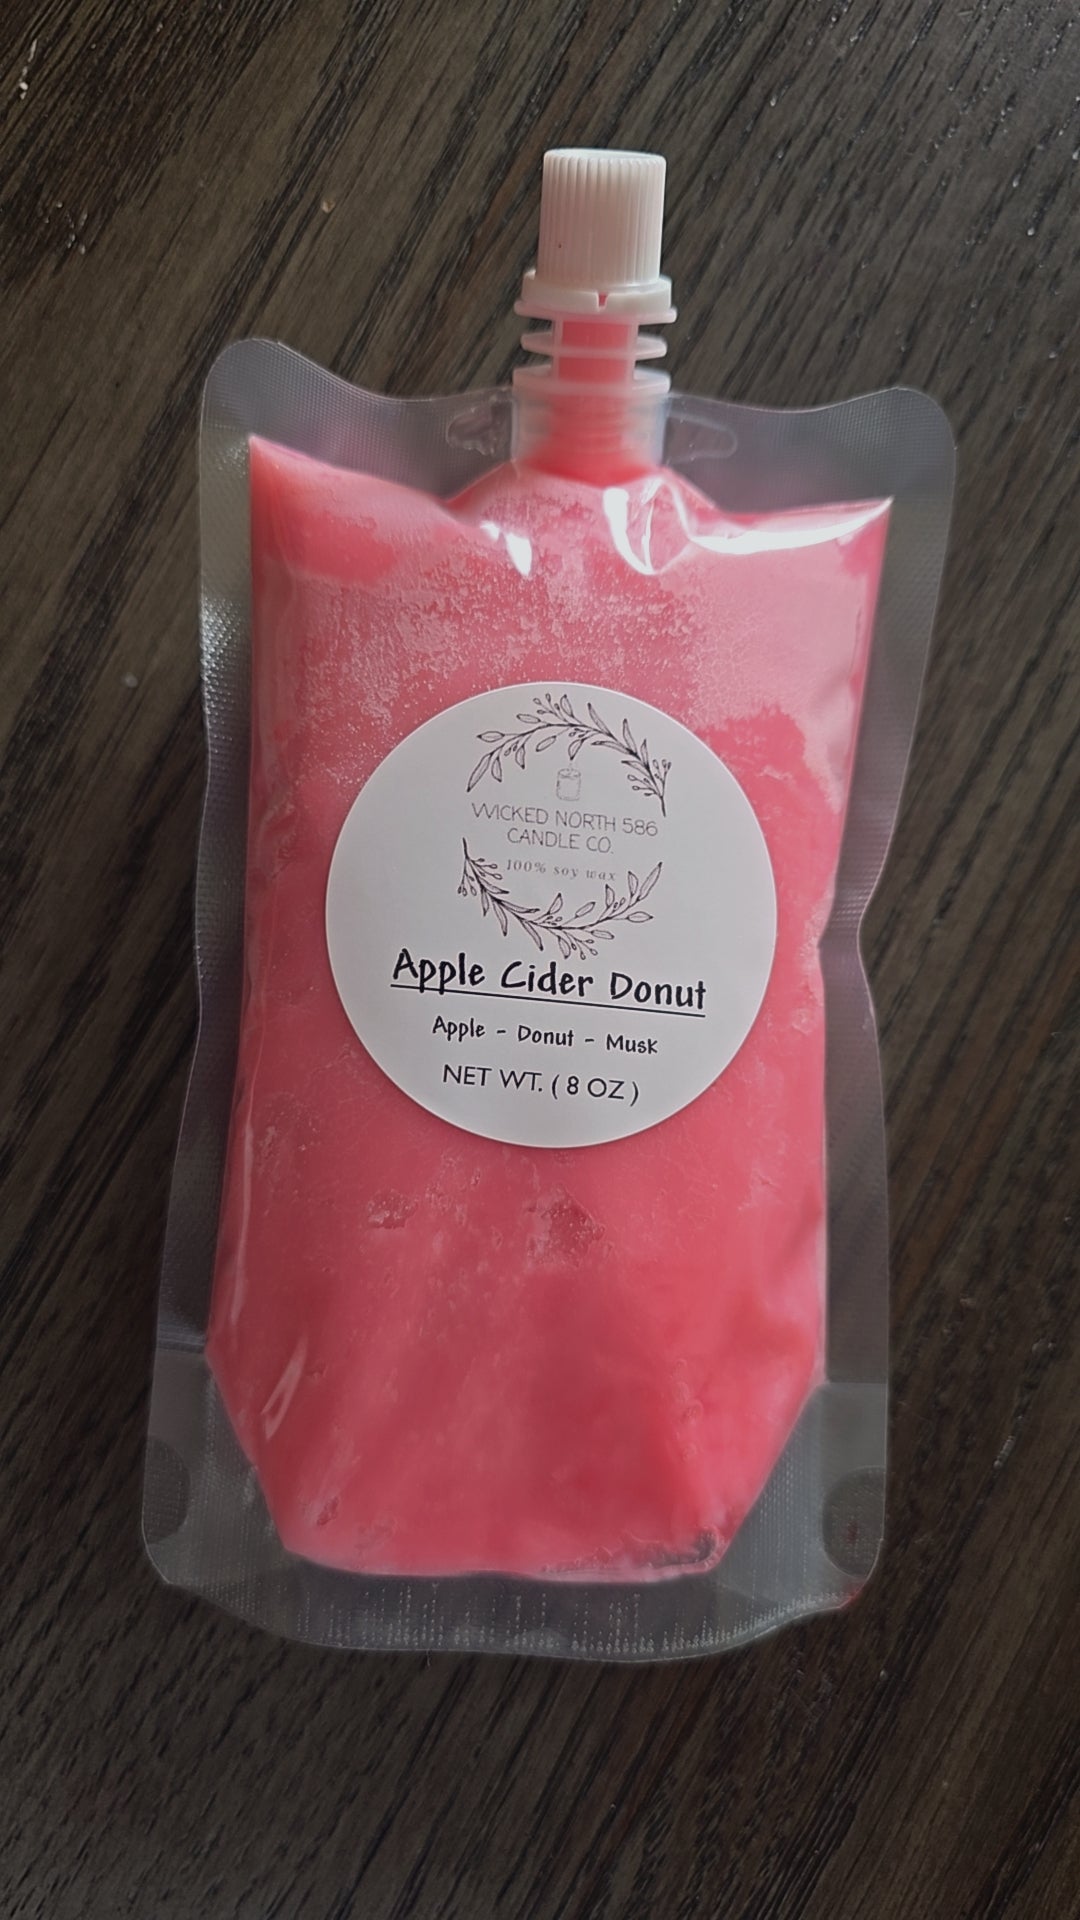 WICKED NORTH 586
CANDLE CO.
100% soy wax
Apple Cider Donut
Apple - Donut - Musk
NET WT. ( 8 OZ )